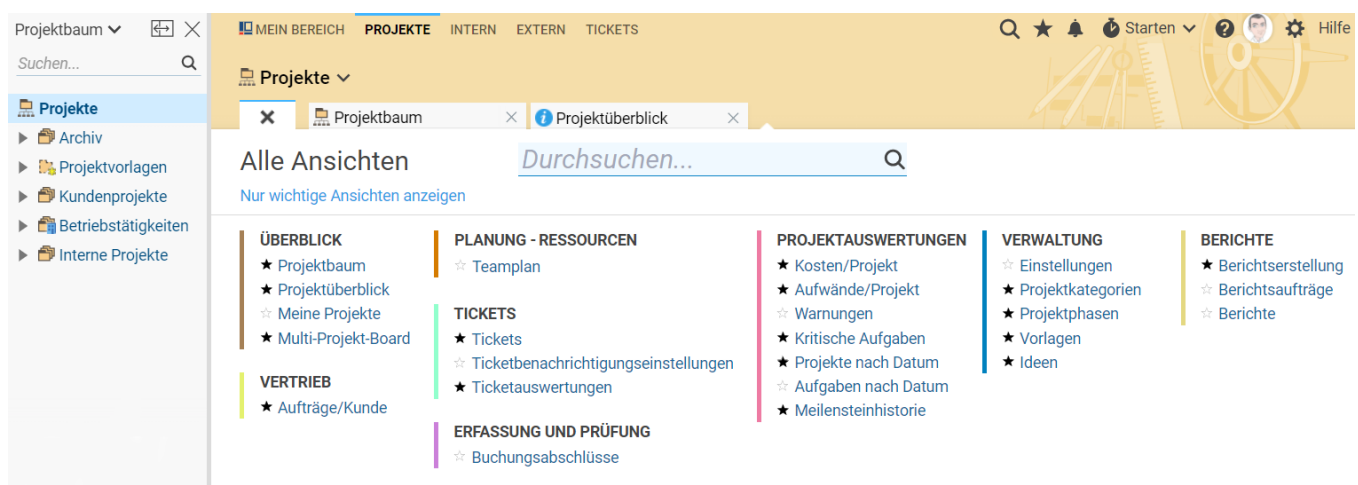 Projektbaum
Suchen...
Projekte
Archiv
Projektvorlagen
Kundenprojekte
Betriebstätigkeiten
Interne Projekte
MEIN BEREICH PROJEKTE INTERN EXTERN TICKETS
Starten Hilfe
Projekte
Projektbaum Projektüberblick
Alle Ansichten
Durchsuchen...
Nur wichtige Ansichten anzeigen
ÜBERBLICK
Projektbaum
Projektüberblick
Meine Projekte
Multi-Projekt-Board
VERTRIEB
Aufträge/Kunde
PLANUNG - RESSOURCEN
Teamplan
TICKETS
Tickets
Ticketbenachrichtigungseinstellungen
Ticketauswertungen
ERFASSUNG UND PRÜFUNG
Buchungsabschlüsse
PROJEKTAUSWERTUNGEN
Kosten/Projekt
Aufwände/Projekt
Warnungen
Kritische Aufgaben
Projekte nach Datum
Aufgaben nach Datum
Meilensteinhistorie
VERWALTUNG
Einstellungen
Projektkategorien
Projektphasen
Vorlagen
Ideen
BERICHTE
Berichtserstellung
Berichtsaufträge
Berichte